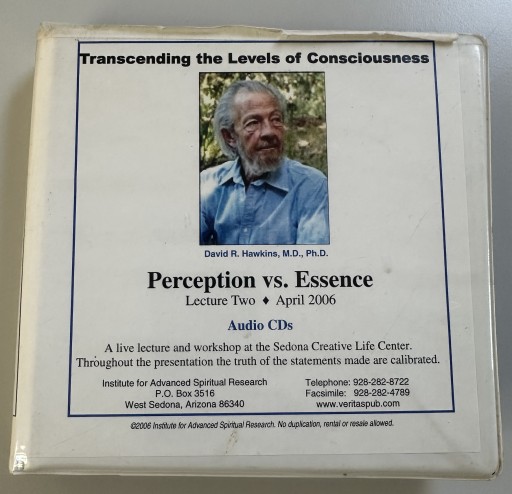 Transcending the Levels of Consciousness
David R. Hawkins, M.D., Ph.D.
Perception vs. Essence
Lecture Two ♦ April 2006
Audio CDs
A live lecture and workshop at the Sedona Creative Life Center.
Throughout the presentation the truth of the statements made are calibrated.
Institute for Advanced Spiritual Research
P.O. Box 3516
West Sedona, Arizona 86340
Telephone: 928-282-8722
Facsimile: 928-282-4789
www.veritaspub.com
©2006 Institute for Advanced Spiritual Research. No duplication, rental or resale allowed.